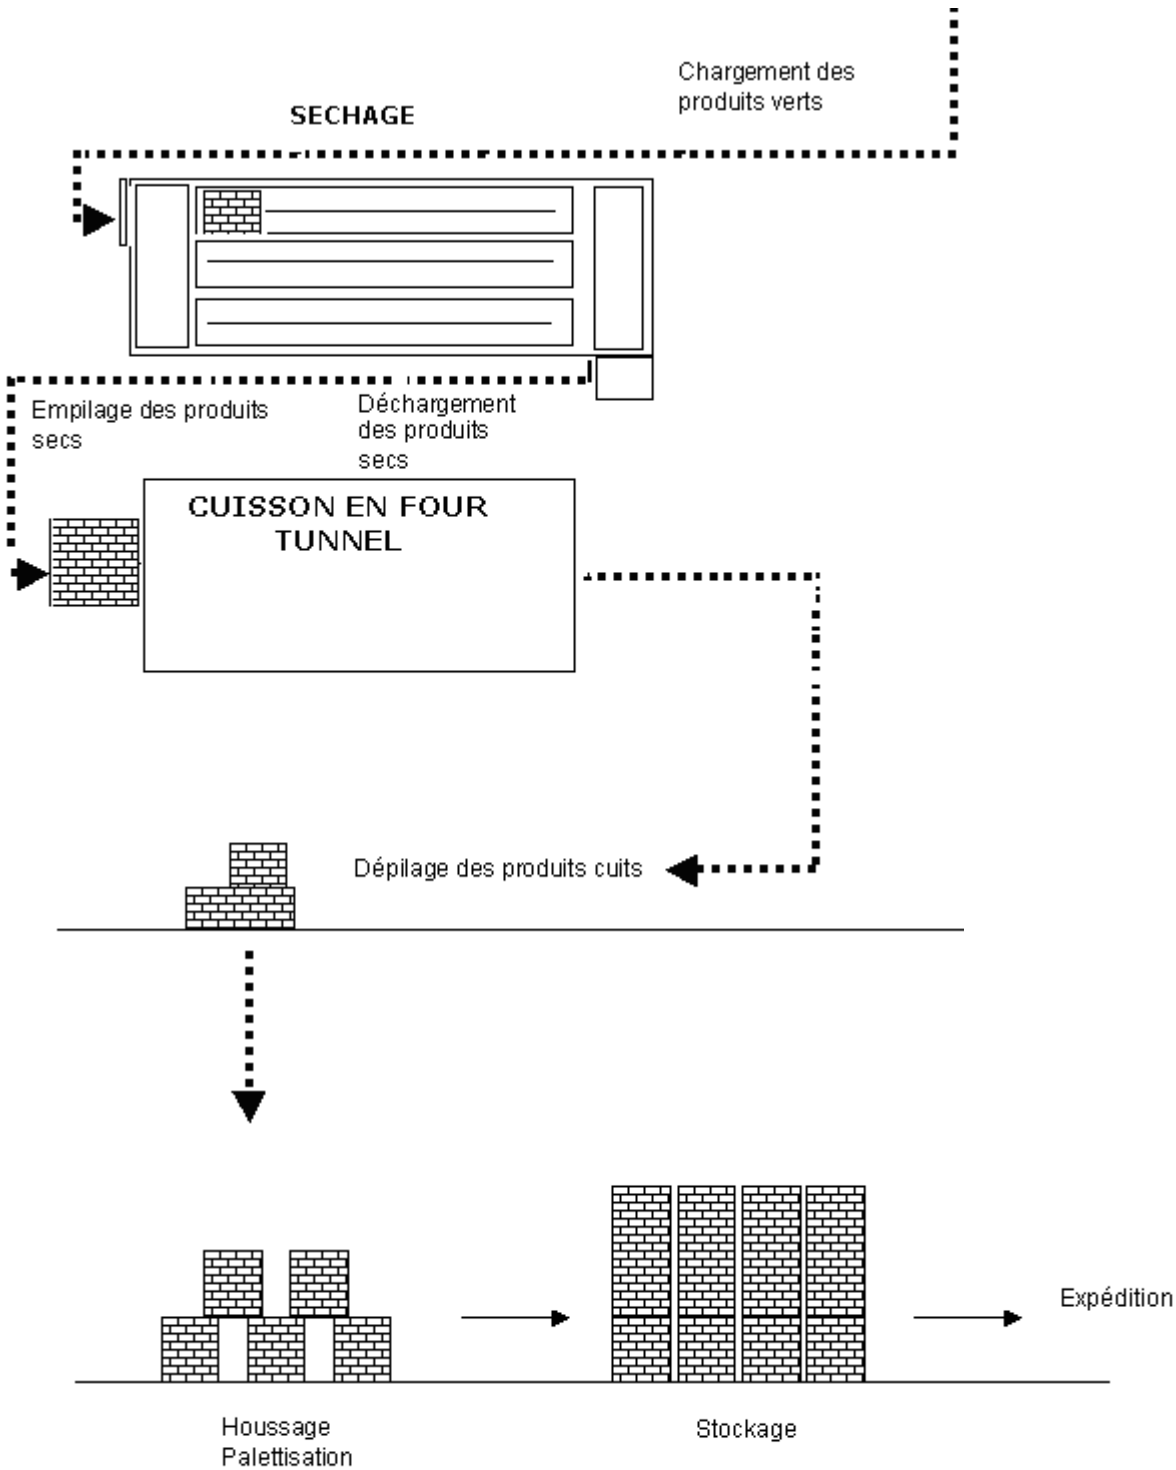 Chargement des
produits verts
SECHAGE
Empilage des produits
secs
Déchargement
des produits
secs
CUISSON EN FOUR
TUNNEL
Dépilage des produits cuits
Expédition
Houssage
Palettisation
Stockage